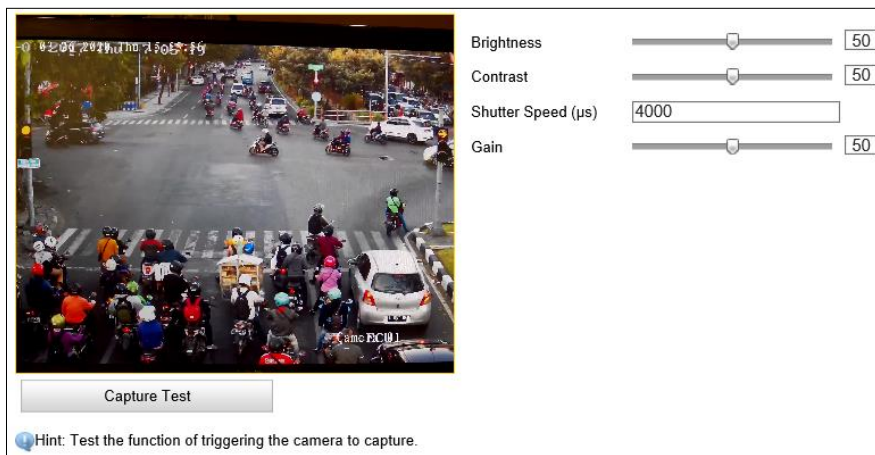 Brightness
50
Contrast
50
Shutter Speed (μs)
4000
Gain
50
Capture Test
Hint: Test the function of triggering the camera to capture.